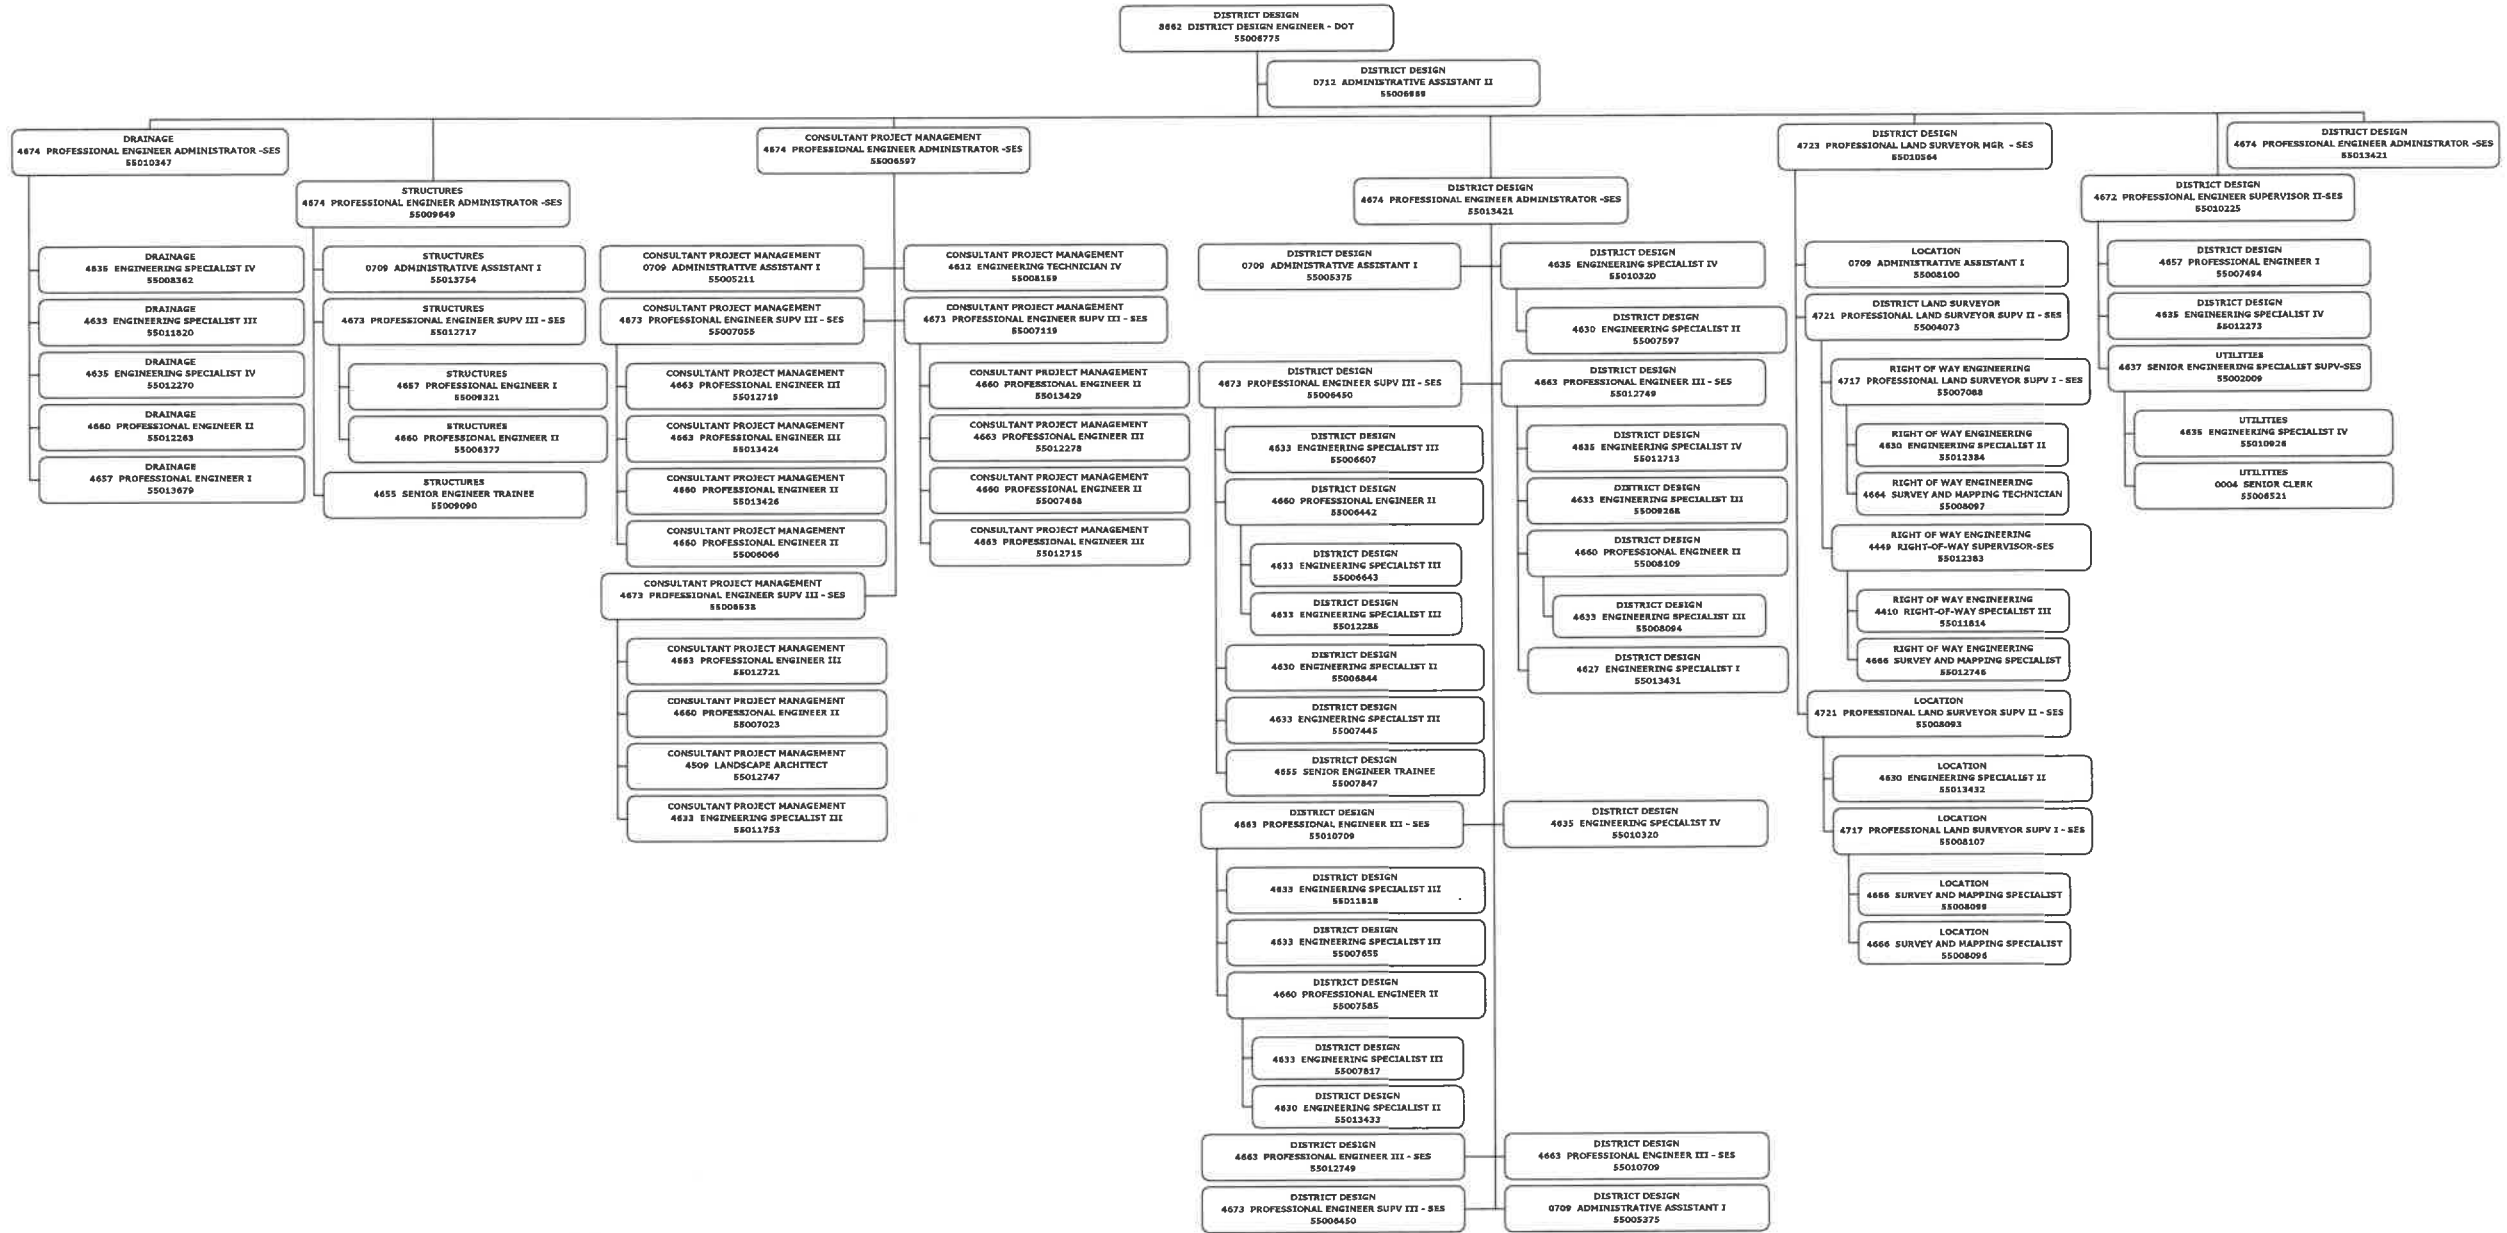 DISTRICT DESIGN
8662 DISTRICT DESIGN ENGINEER - DOT
55006775
DISTRICT DESIGN
0712 ADMINISTRATIVE ASSISTANT II
55006989
DRAINAGE
4674 PROFESSIONAL ENGINEER ADMINISTRATOR -SES
55010347
DRAINAGE
4635 ENGINEERING SPECIALIST IV
55008362
DRAINAGE
4633 ENGINEERING SPECIALIST III
55011820
DRAINAGE
4635 ENGINEERING SPECIALIST IV
55012270
DRAINAGE
4660 PROFESSIONAL ENGINEER II
55012263
DRAINAGE
4657 PROFESSIONAL ENGINEER I
55013679
STRUCTURES
4674 PROFESSIONAL ENGINEER ADMINISTRATOR -SES
55009649
STRUCTURES
0709 ADMINISTRATIVE ASSISTANT I
55013754
STRUCTURES
4673 PROFESSIONAL ENGINEER SUPV III - SES
55012717
STRUCTURES
4657 PROFESSIONAL ENGINEER I
55009321
STRUCTURES
4660 PROFESSIONAL ENGINEER II
55006377
STRUCTURES
4655 SENIOR ENGINEER TRAINEE
55009090
CONSULTANT PROJECT MANAGEMENT
4674 PROFESSIONAL ENGINEER ADMINISTRATOR -SES
55006597
CONSULTANT PROJECT MANAGEMENT
0709 ADMINISTRATIVE ASSISTANT I
55005211
CONSULTANT PROJECT MANAGEMENT
4612 ENGINEERING TECHNICIAN IV
55008159
CONSULTANT PROJECT MANAGEMENT
4673 PROFESSIONAL ENGINEER SUPV III - SES
55007055
CONSULTANT PROJECT MANAGEMENT
4663 PROFESSIONAL ENGINEER III
55012719
CONSULTANT PROJECT MANAGEMENT
4663 PROFESSIONAL ENGINEER III
55013424
CONSULTANT PROJECT MANAGEMENT
4660 PROFESSIONAL ENGINEER II
55013426
CONSULTANT PROJECT MANAGEMENT
4660 PROFESSIONAL ENGINEER II
55006066
CONSULTANT PROJECT MANAGEMENT
4673 PROFESSIONAL ENGINEER SUPV III - SES
55007119
CONSULTANT PROJECT MANAGEMENT
4660 PROFESSIONAL ENGINEER II
55013429
CONSULTANT PROJECT MANAGEMENT
4663 PROFESSIONAL ENGINEER III
55012278
CONSULTANT PROJECT MANAGEMENT
4660 PROFESSIONAL ENGINEER II
55007468
CONSULTANT PROJECT MANAGEMENT
4663 PROFESSIONAL ENGINEER III
55012715
CONSULTANT PROJECT MANAGEMENT
4673 PROFESSIONAL ENGINEER SUPV III - SES
55006538
CONSULTANT PROJECT MANAGEMENT
4663 PROFESSIONAL ENGINEER III
55012721
CONSULTANT PROJECT MANAGEMENT
4660 PROFESSIONAL ENGINEER II
55007023
CONSULTANT PROJECT MANAGEMENT
4509 LANDSCAPE ARCHITECT
55012747
CONSULTANT PROJECT MANAGEMENT
4633 ENGINEERING SPECIALIST III
55011753
DISTRICT DESIGN
4674 PROFESSIONAL ENGINEER ADMINISTRATOR -SES
55013421
DISTRICT DESIGN
0709 ADMINISTRATIVE ASSISTANT I
55005375
DISTRICT DESIGN
4635 ENGINEERING SPECIALIST IV
55010320
DISTRICT DESIGN
4630 ENGINEERING SPECIALIST II
55007597
DISTRICT DESIGN
4673 PROFESSIONAL ENGINEER SUPV III - SES
55006450
DISTRICT DESIGN
4633 ENGINEERING SPECIALIST III
55006607
DISTRICT DESIGN
4660 PROFESSIONAL ENGINEER II
55006442
DISTRICT DESIGN
4633 ENGINEERING SPECIALIST III
55006643
DISTRICT DESIGN
4633 ENGINEERING SPECIALIST III
55012285
DISTRICT DESIGN
4630 ENGINEERING SPECIALIST II
55006844
DISTRICT DESIGN
4633 ENGINEERING SPECIALIST III
55007445
DISTRICT DESIGN
4655 SENIOR ENGINEER TRAINEE
55007847
DISTRICT DESIGN
4663 PROFESSIONAL ENGINEER III - SES
55012749
DISTRICT DESIGN
4635 ENGINEERING SPECIALIST IV
55012713
DISTRICT DESIGN
4633 ENGINEERING SPECIALIST III
55009268
DISTRICT DESIGN
4660 PROFESSIONAL ENGINEER II
55008109
DISTRICT DESIGN
4633 ENGINEERING SPECIALIST III
55008094
DISTRICT DESIGN
4627 ENGINEERING SPECIALIST I
55013431
DISTRICT DESIGN
4663 PROFESSIONAL ENGINEER III - SES
55010709
DISTRICT DESIGN
4635 ENGINEERING SPECIALIST IV
55010320
DISTRICT DESIGN
4633 ENGINEERING SPECIALIST III
55011818
DISTRICT DESIGN
4633 ENGINEERING SPECIALIST III
55007655
DISTRICT DESIGN
4660 PROFESSIONAL ENGINEER II
55007585
DISTRICT DESIGN
4633 ENGINEERING SPECIALIST III
55007817
DISTRICT DESIGN
4630 ENGINEERING SPECIALIST II
55013433
DISTRICT DESIGN
4663 PROFESSIONAL ENGINEER III - SES
55012749
DISTRICT DESIGN
4663 PROFESSIONAL ENGINEER III - SES
55010709
DISTRICT DESIGN
4673 PROFESSIONAL ENGINEER SUPV III - SES
55006450
DISTRICT DESIGN
0709 ADMINISTRATIVE ASSISTANT I
55005375
DISTRICT DESIGN
4723 PROFESSIONAL LAND SURVEYOR MGR - SES
55010564
LOCATION
0709 ADMINISTRATIVE ASSISTANT I
55008100
DISTRICT LAND SURVEYOR
4721 PROFESSIONAL LAND SURVEYOR SUPV II - SES
55004073
RIGHT OF WAY ENGINEERING
4717 PROFESSIONAL LAND SURVEYOR SUPV I - SES
55007088
RIGHT OF WAY ENGINEERING
4630 ENGINEERING SPECIALIST II
55012384
RIGHT OF WAY ENGINEERING
4664 SURVEY AND MAPPING TECHNICIAN
55008097
RIGHT OF WAY ENGINEERING
4449 RIGHT-OF-WAY SUPERVISOR-SES
55012383
RIGHT OF WAY ENGINEERING
4410 RIGHT-OF-WAY SPECIALIST III
55011814
RIGHT OF WAY ENGINEERING
4666 SURVEY AND MAPPING SPECIALIST
55012746
LOCATION
4721 PROFESSIONAL LAND SURVEYOR SUPV II - SES
55008093
LOCATION
4630 ENGINEERING SPECIALIST II
55013432
LOCATION
4717 PROFESSIONAL LAND SURVEYOR SUPV I - SES
55008107
LOCATION
4666 SURVEY AND MAPPING SPECIALIST
55008099
LOCATION
4666 SURVEY AND MAPPING SPECIALIST
55008096
DISTRICT DESIGN
4672 PROFESSIONAL ENGINEER SUPERVISOR II-SES
55010225
DISTRICT DESIGN
4657 PROFESSIONAL ENGINEER I
55007494
DISTRICT DESIGN
4635 ENGINEERING SPECIALIST IV
55012273
UTILITIES
4637 SENIOR ENGINEERING SPECIALIST SUPV-SES
55002009
UTILITIES
4635 ENGINEERING SPECIALIST IV
55010926
UTILITIES
0004 SENIOR CLERK
55006521
DISTRICT DESIGN
4674 PROFESSIONAL ENGINEER ADMINISTRATOR -SES
55013421